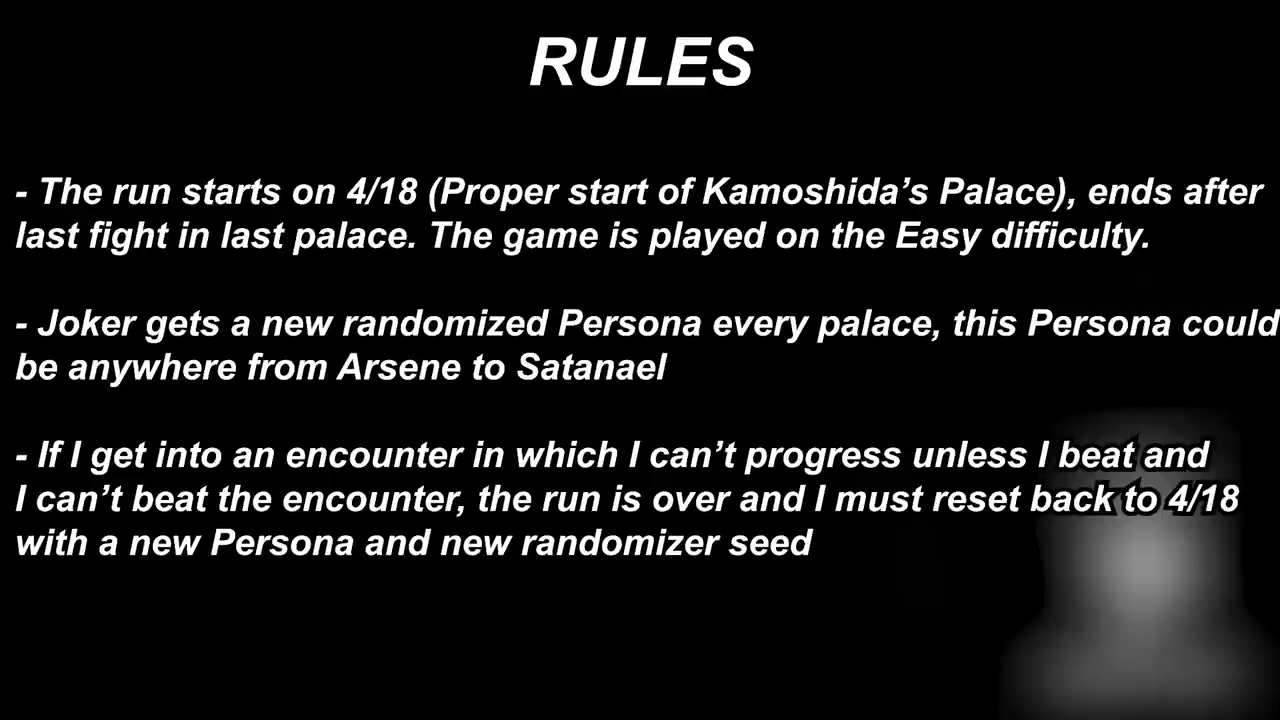 RULES
- The run starts on 4/18 (Proper start of Kamoshida's Palace), ends after
last fight in last palace. The game is played on the Easy difficulty.
- Joker gets a new randomized Persona every palace, this Persona could
be anywhere from Arsene to Satanael
- If I get into an encounter in which I can't progress unless I beat and
I can't beat the encounter, the run is over and I must reset back to 4/18
with a new Persona and new randomizer seed